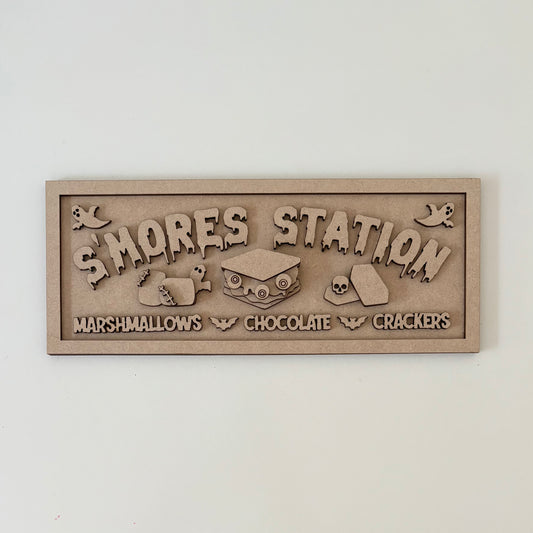 S'MORES STATION
MARSHMALLOWS CHOCOLATE CRACKERS